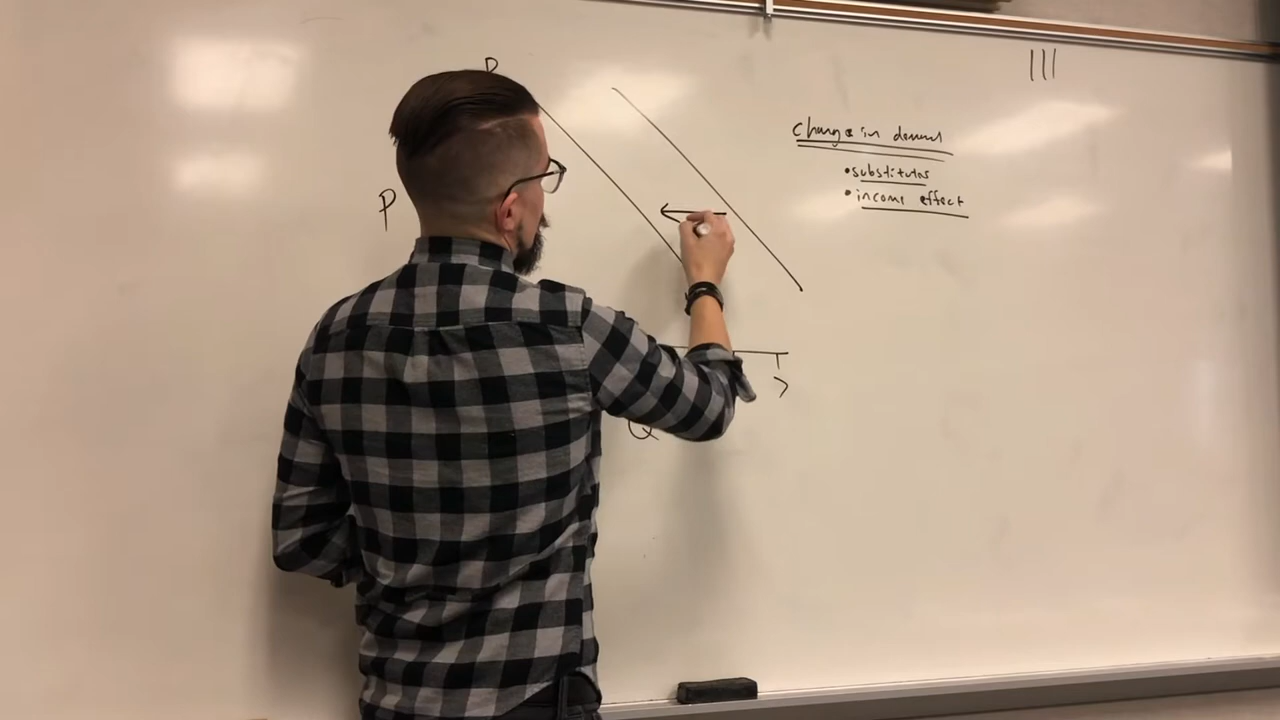 P
P
Change in demand
• substitutes
• income effect
Q